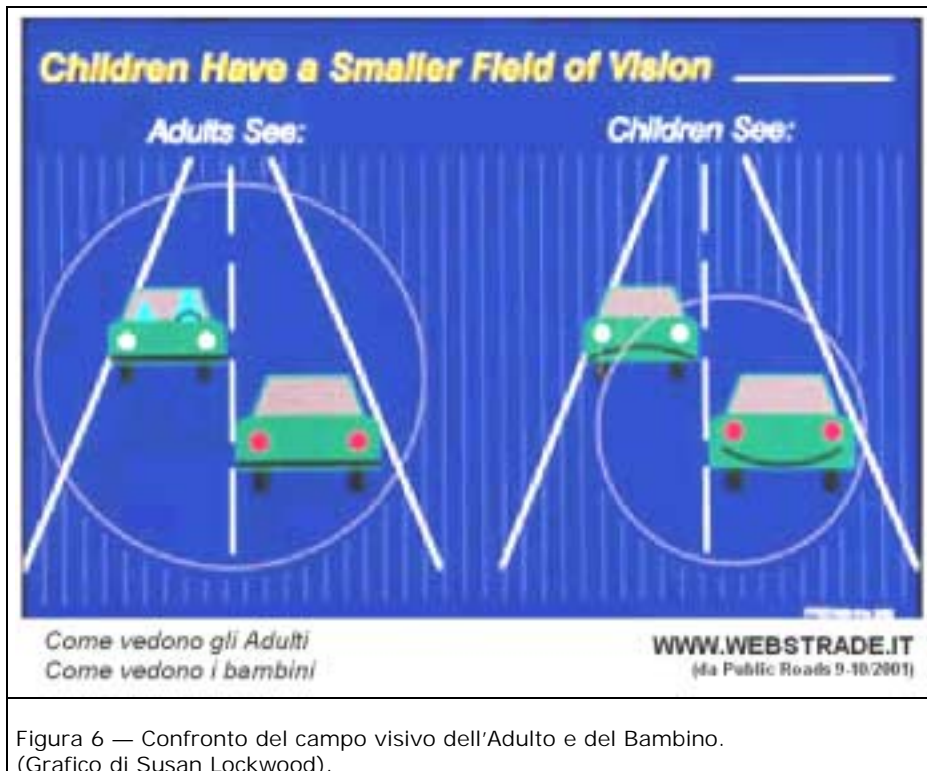 Children Have a Smaller Field of Vision
Adults See:
Children See:
Come vedono gli Adulti
Come vedono i bambini
WWW.WEBSTRADE.IT
(da Public Roads 9-10/2001)
Figura 6 — Confronto del campo visivo dell'Adulto e del Bambino.
(Grafico di Susan Lockwood).